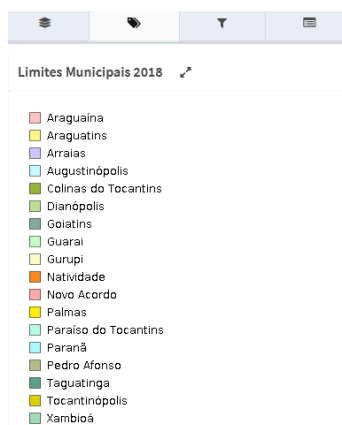 Limites Municipais 2018
Araguaína
Araguatins
Arraias
Augustinópolis
Colinas do Tocantins
Dianópolis
Goiatins
Guarai
Gurupi
Natividade
Novo Acordo
Palmas
Paraíso do Tocantins
Paranã
Pedro Afonso
Taguatinga
Tocantinópolis
Xambioá